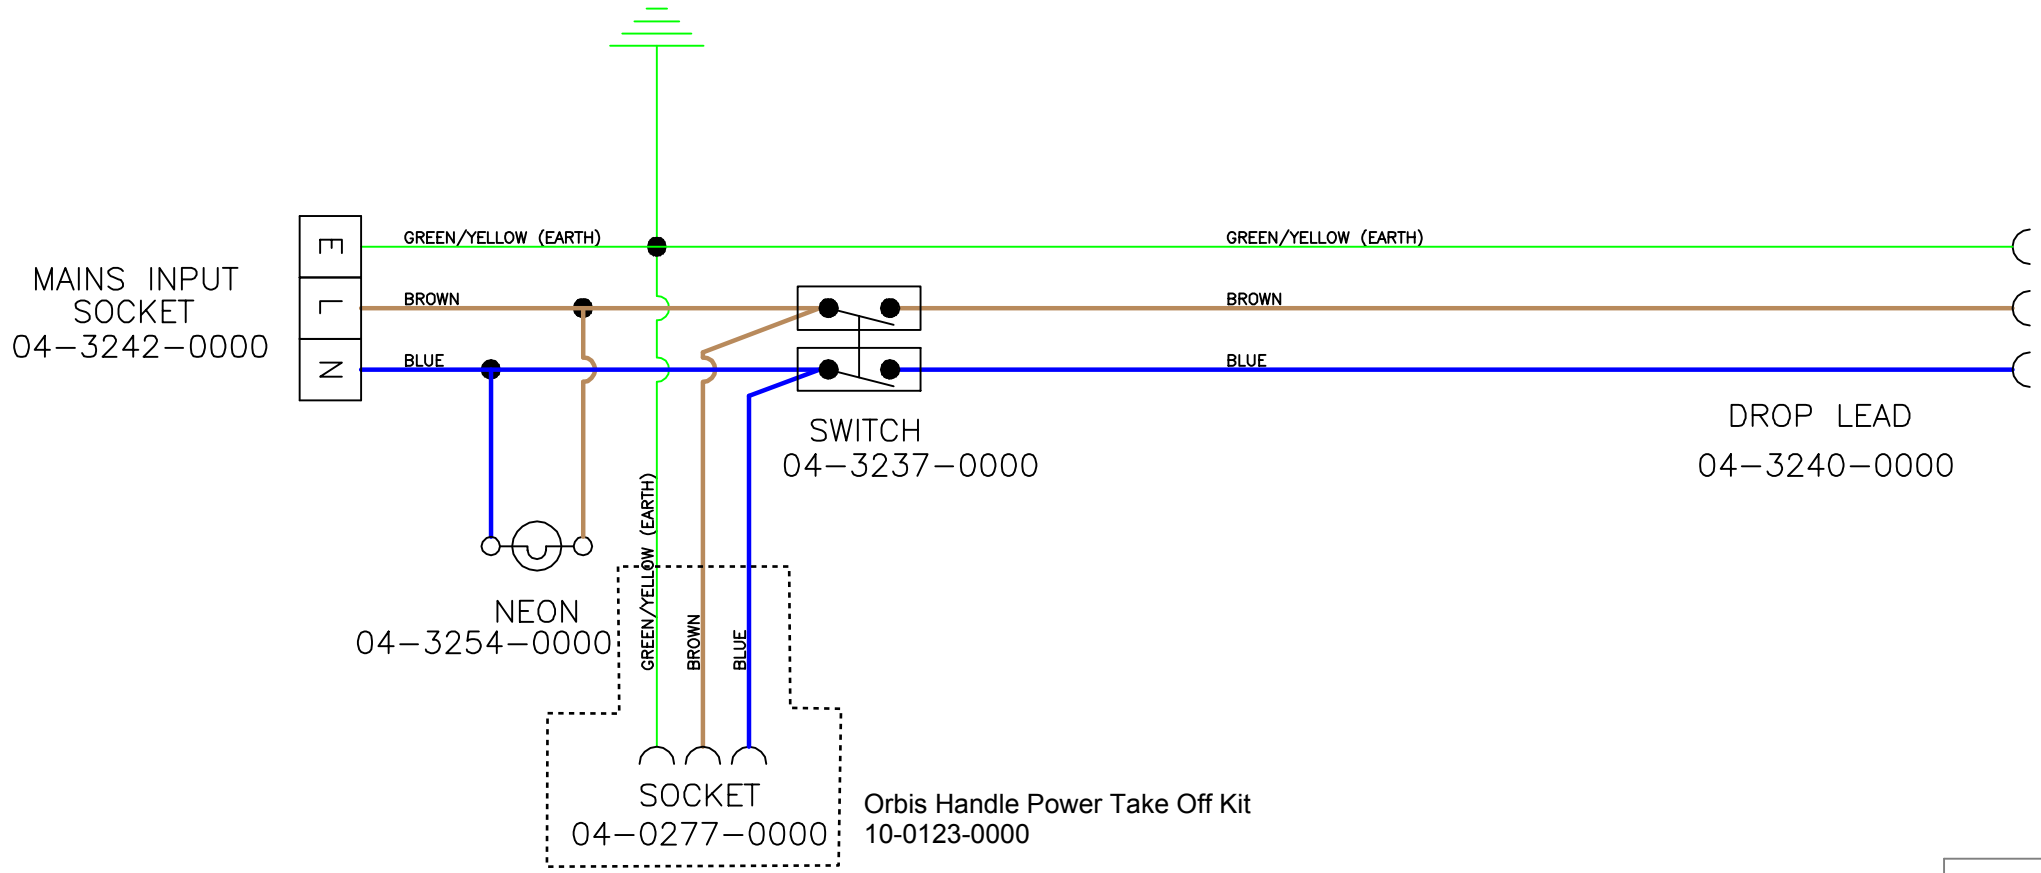 GREEN/YELLOW (EARTH)
GREEN/YELLOW (EARTH)
E
MAINS INPUT
SOCKET
04-3242-0000
L
BROWN
BROWN
N
BLUE
BLUE
SWITCH
04-3237-0000
DROP LEAD
04-3240-0000
NEON
04-3254-0000
GREEN/YELLOW (EARTH)
BROWN
BLUE
SOCKET
04-0277-0000
Orbis Handle Power Take Off Kit
10-0123-0000